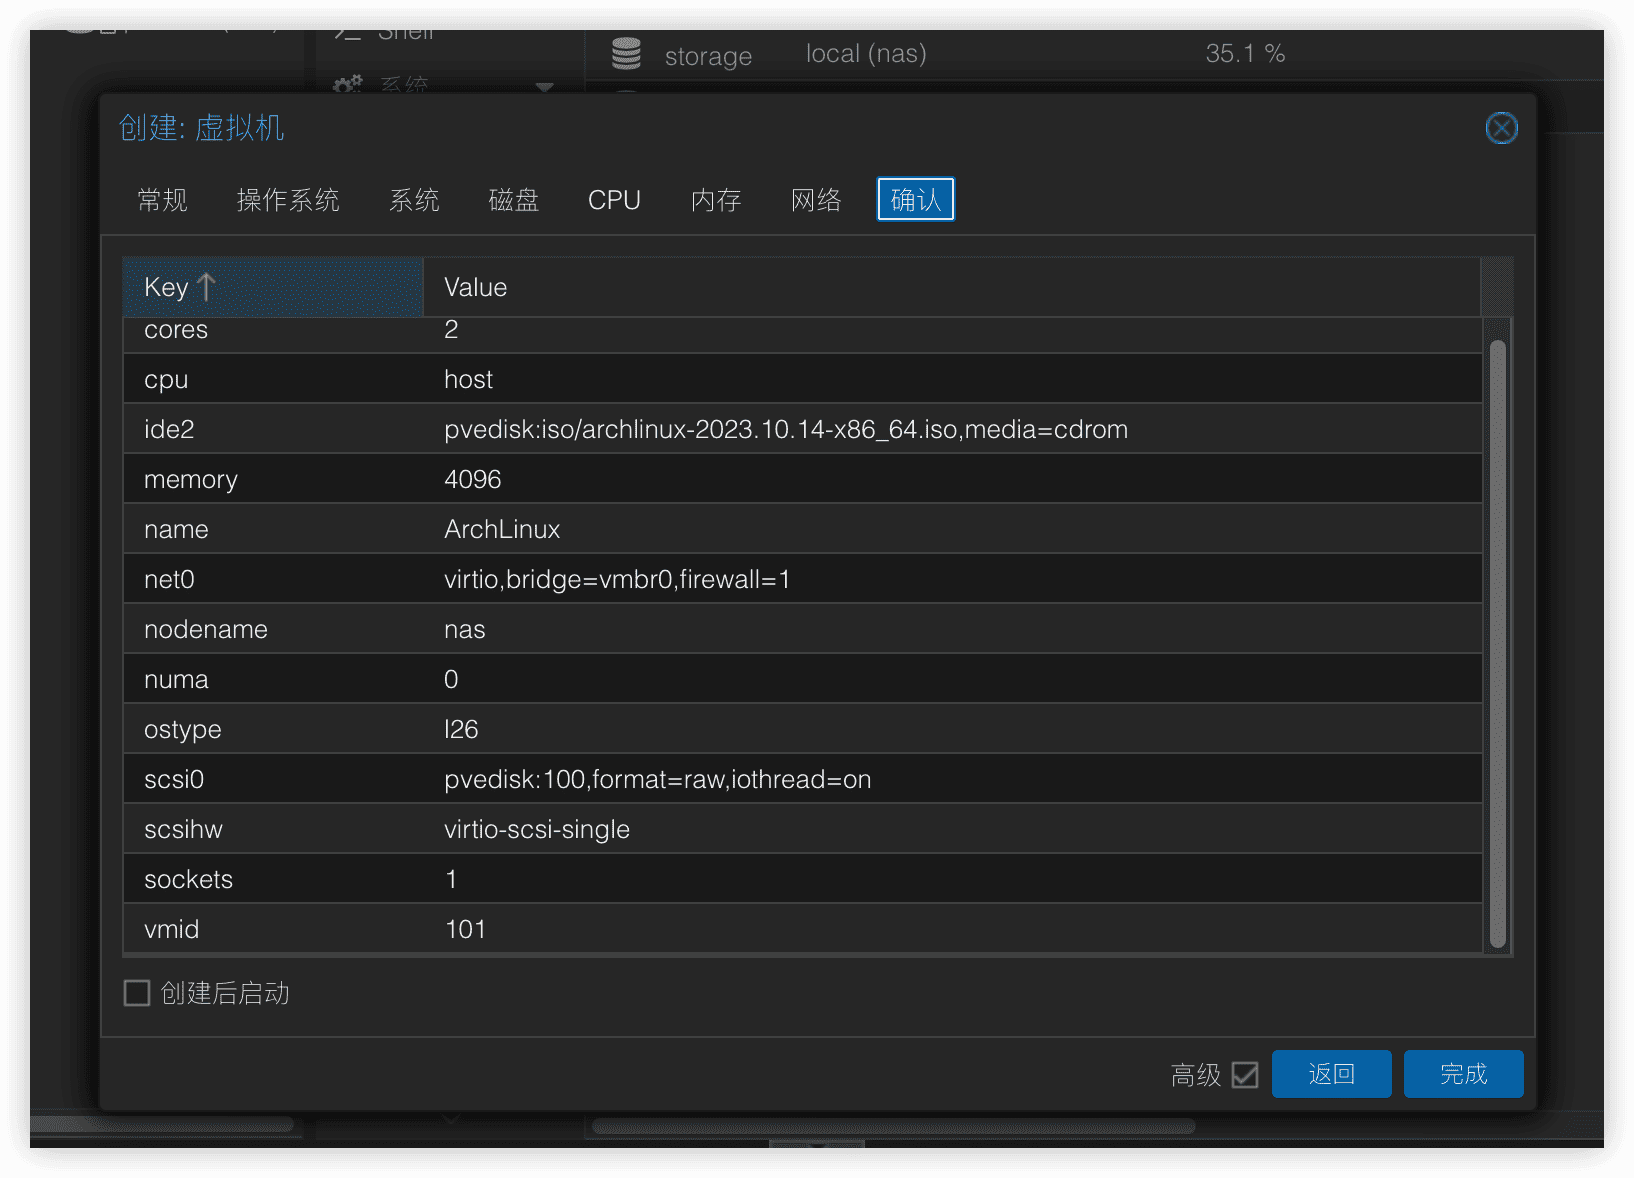 Shell
storage local (nas) 35.1 %
系统
创建: 虚拟机
常规 操作系统 系统 磁盘 CPU 内存 网络 确认
Key Value
cores 2
cpu host
ide2 pvedisk:iso/archlinux-2023.10.14-x86_64.iso,media=cdrom
memory 4096
name ArchLinux
net0 virtio,bridge=vmbr0,firewall=1
nodename nas
numa 0
ostype l26
scsi0 pvedisk:100,format=raw,iothread=on
scsihw virtio-scsi-single
sockets 1
vmid 101
创建后启动
高级 返回 完成